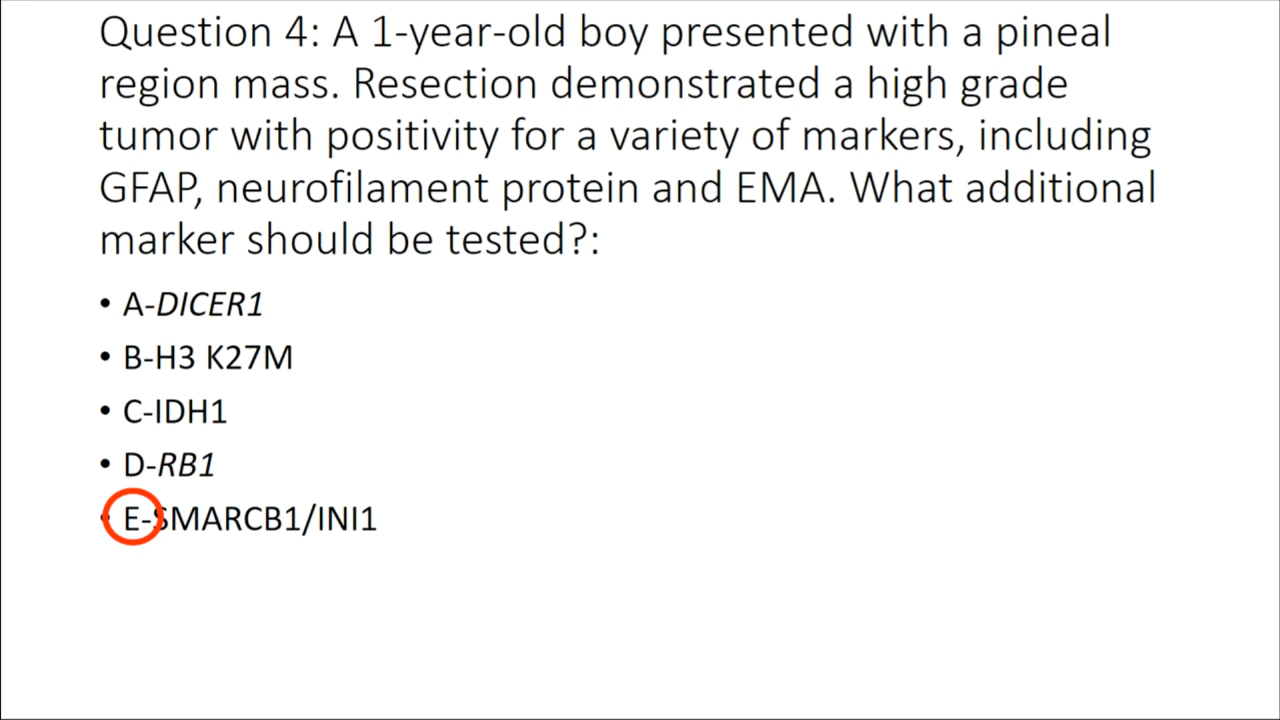 Question 4: A 1-year-old boy presented with a pineal
region mass. Resection demonstrated a high grade
tumor with positivity for a variety of markers, including
GFAP, neurofilament protein and EMA. What additional
marker should be tested?:
• A-DICER1
• B-H3 K27M
• C-IDH1
• D-RB1
• E-SMARCB1/INI1